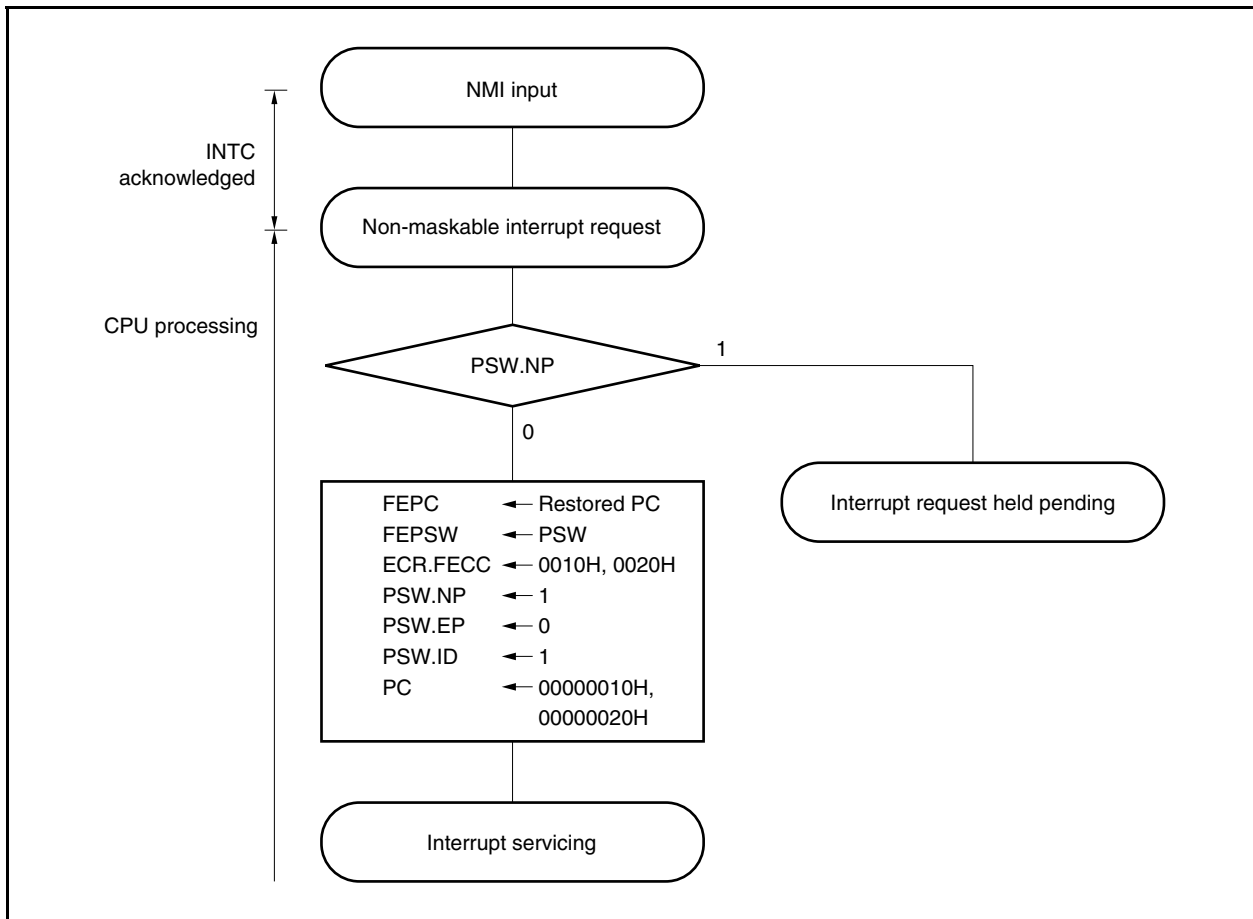 NMI input
INTC
acknowledged
Non-maskable interrupt request
CPU processing
PSW.NP
1
0
FEPC ← Restored PC
FEPSW ← PSW
ECR.FECC ← 0010H, 0020H
PSW.NP ← 1
PSW.EP ← 0
PSW.ID ← 1
PC ← 00000010H,
00000020H
Interrupt request held pending
Interrupt servicing